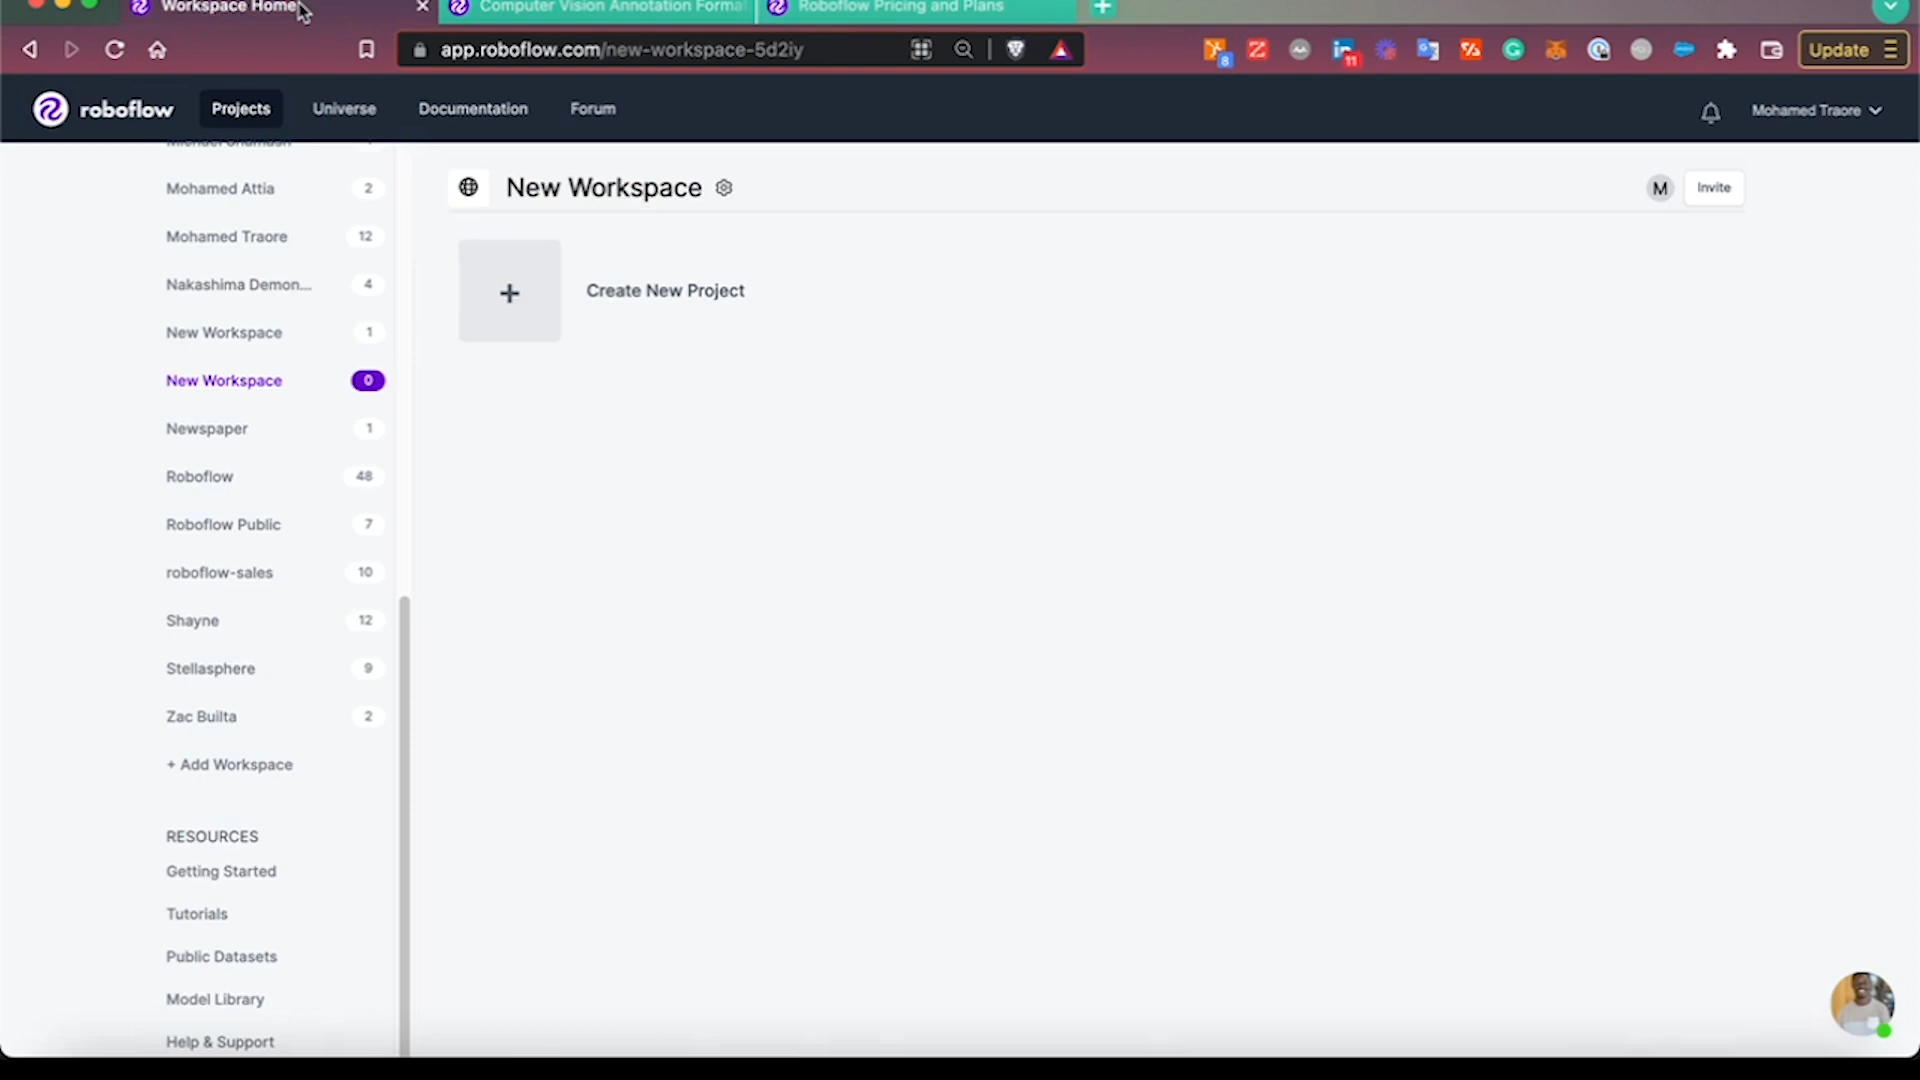 Workspace Home
Computer Vision Annotation Format
Roboflow Pricing and Plans
app.roboflow.com/new-workspace-5d2iy
8
11
Update
roboflow
Projects
Universe
Documentation
Forum
Mohamed Traore
Mohamed Attia 2
Mohamed Traore 12
Nakashima Demon... 4
New Workspace 1
New Workspace 0
Newspaper 1
Roboflow 48
Roboflow Public 7
roboflow-sales 10
Shayne 12
Stellasphere 9
Zac Builta 2
+ Add Workspace
RESOURCES
Getting Started
Tutorials
Public Datasets
Model Library
Help & Support
New Workspace
M
Invite
+
Create New Project